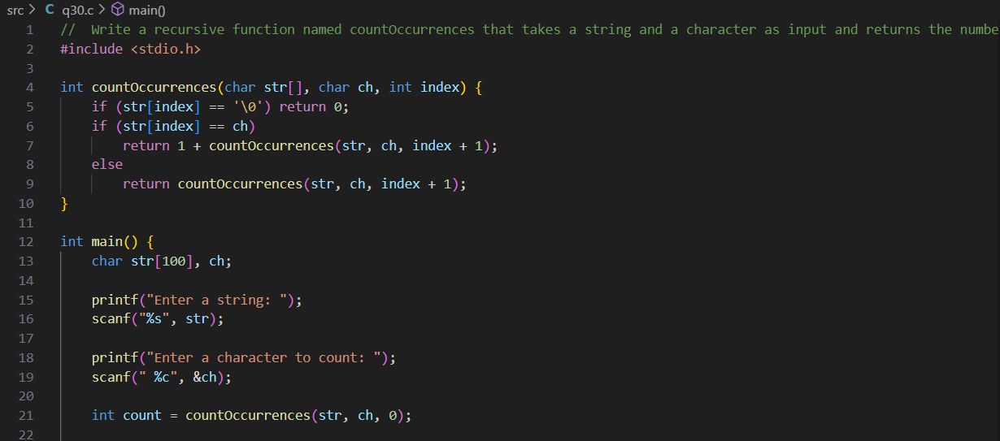 src > C q30.c > main()
1 // Write a recursive function named countOccurrences that takes a string and a character as input and returns the numbe
2 #include <stdio.h>
3
4 int countOccurrences(char str[], char ch, int index) {
5     if (str[index] == '\0') return 0;
6     if (str[index] == ch)
7         return 1 + countOccurrences(str, ch, index + 1);
8     else
9         return countOccurrences(str, ch, index + 1);
10 }
11
12 int main() {
13     char str[100], ch;
14
15     printf("Enter a string: ");
16     scanf("%s", str);
17
18     printf("Enter a character to count: ");
19     scanf(" %c", &ch);
20
21     int count = countOccurrences(str, ch, 0);
22